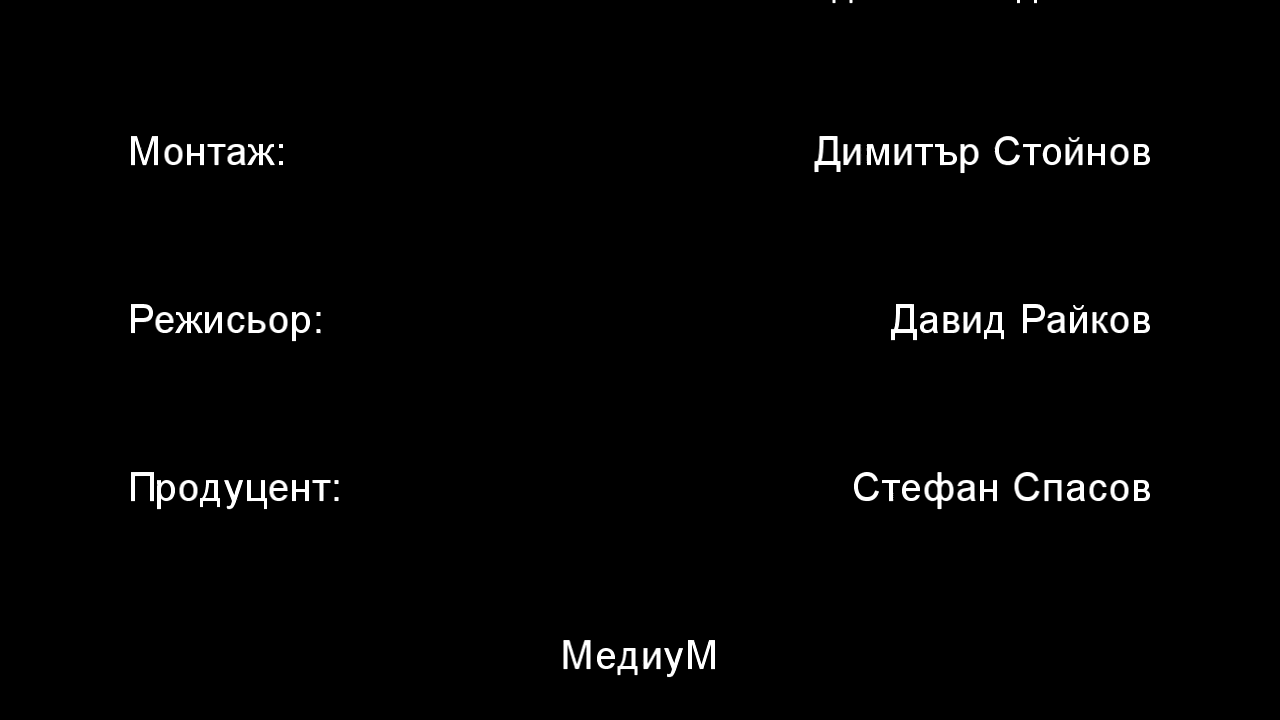 Монтаж: Димитър Стойнов
Режисьор: Давид Райков
Продуцент: Стефан Спасов
МедиуМ